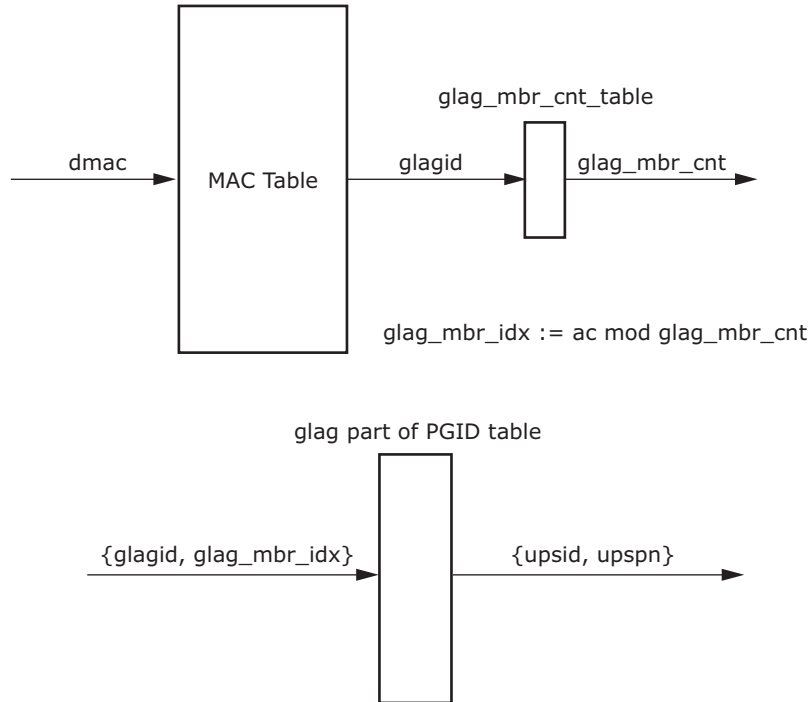 glag_mbr_cnt_table
dmac
MAC Table
glagid
glag_mbr_cnt
glag_mbr_idx := ac mod glag_mbr_cnt
glag part of PGID table
{glagid, glag_mbr_idx}
{upsid, upspn}